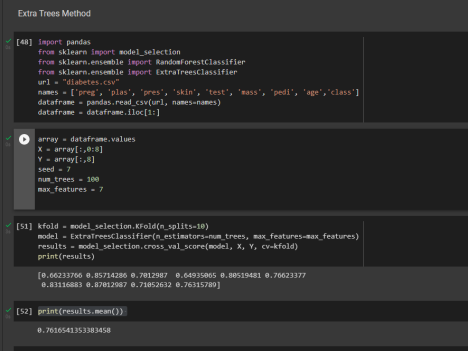 Extra Trees Method
[48] import pandas
from sklearn import model_selection
from sklearn.ensemble import RandomForestClassifier
from sklearn.ensemble import ExtraTreesClassifier
url = "diabetes.csv"
names = ['preg', 'plas', 'pres', 'skin', 'test', 'mass', 'pedi', 'age','class']
dataframe = pandas.read_csv(url, names=names)
dataframe = dataframe.iloc[1:]
array = dataframe.values
X = array[:,0:8]
Y = array[:,8]
seed = 7
num_trees = 100
max_features = 7
[51] kfold = model_selection.KFold(n_splits=10)
model = ExtraTreesClassifier(n_estimators=num_trees, max_features=max_features)
results = model_selection.cross_val_score(model, X, Y, cv=kfold)
print(results)
[0.66233766 0.85714286 0.7012987 0.64935065 0.80519481 0.76623377
0.83116883 0.87012987 0.71052632 0.76315789]
[52] print(results.mean())
0.7616541353383458